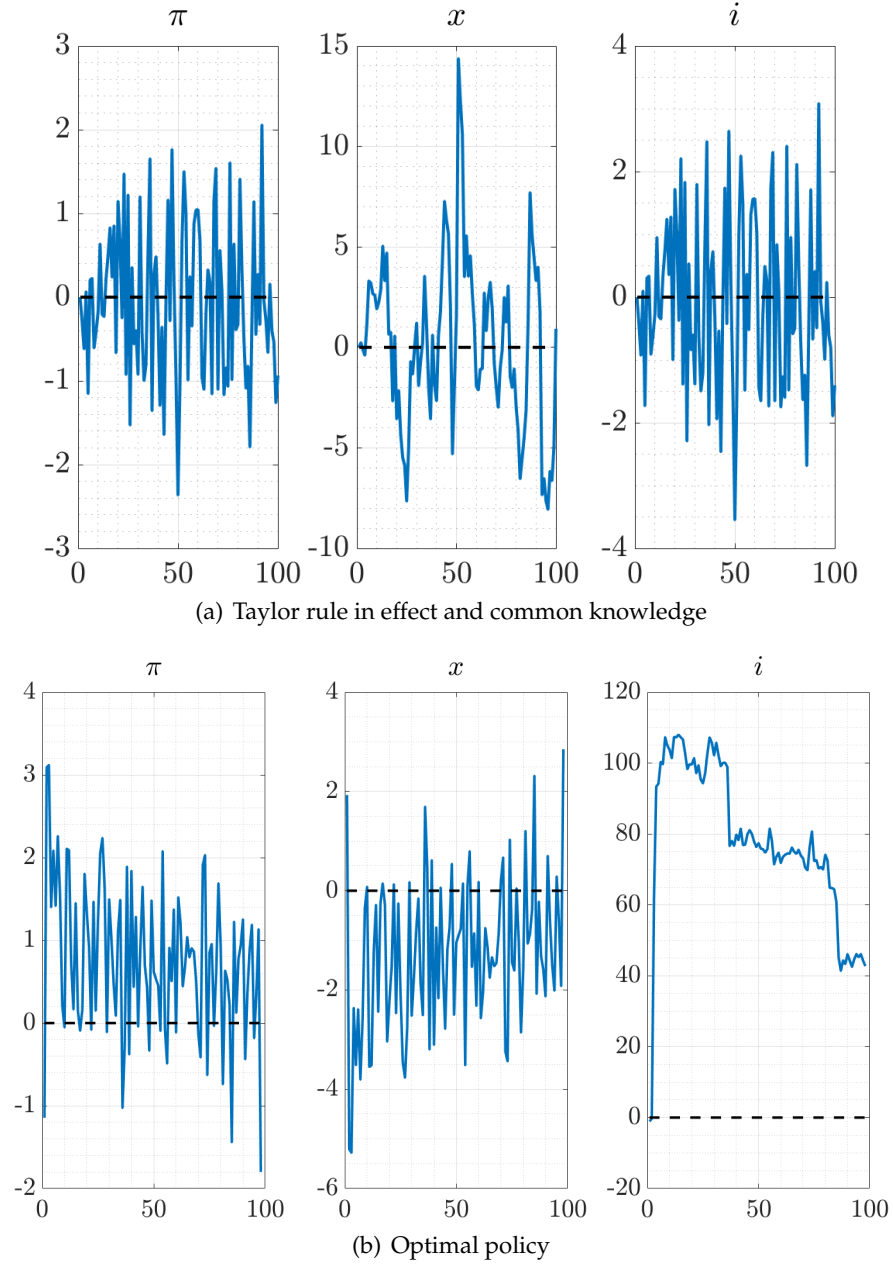 π x i
3 15 4
2 10 2
1 5 0
0 0 -2
-1 -5 -4
-2 -10
-3
0 50 100 0 50 100 0 50 100
(a) Taylor rule in effect and common knowledge
π x i
4 4 120
3 2 100
2 0 80
1 -2 60
0 -4 40
-1 -6 20
-2 0
-20
0 50 100 0 50 100 0 50 100
(b) Optimal policy